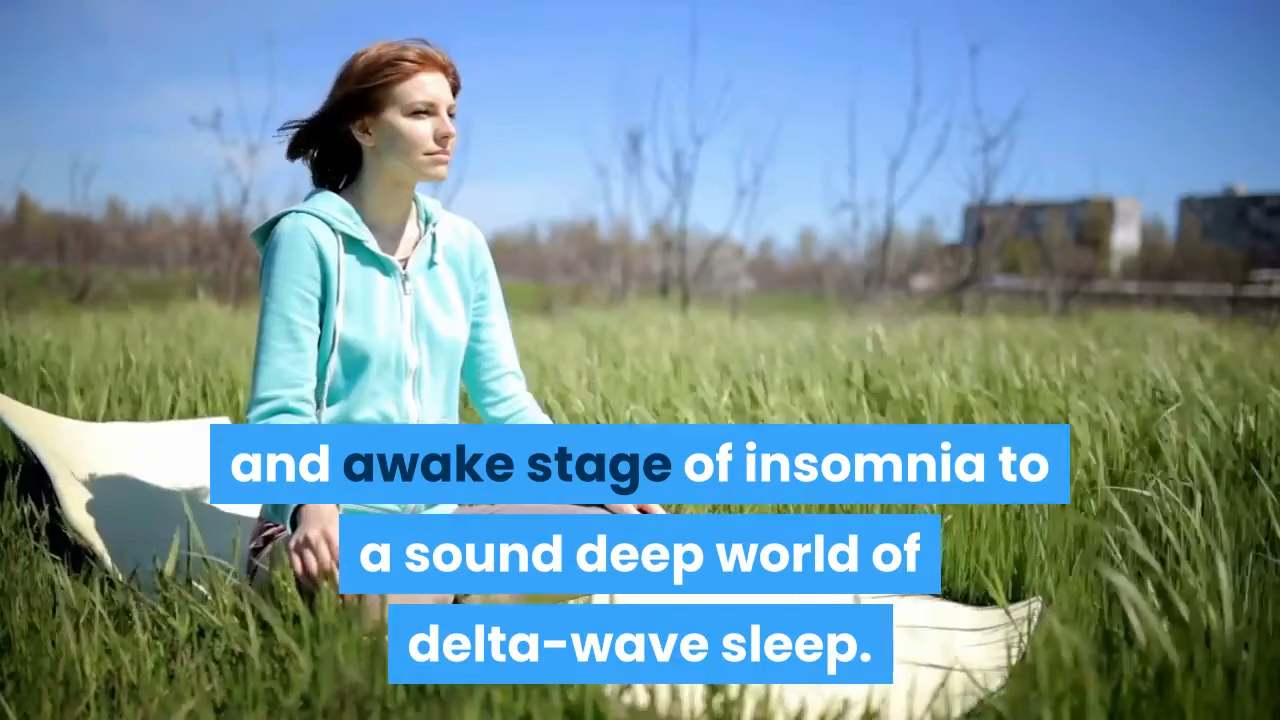 and awake stage of insomnia to
a sound deep world of
delta-wave sleep.